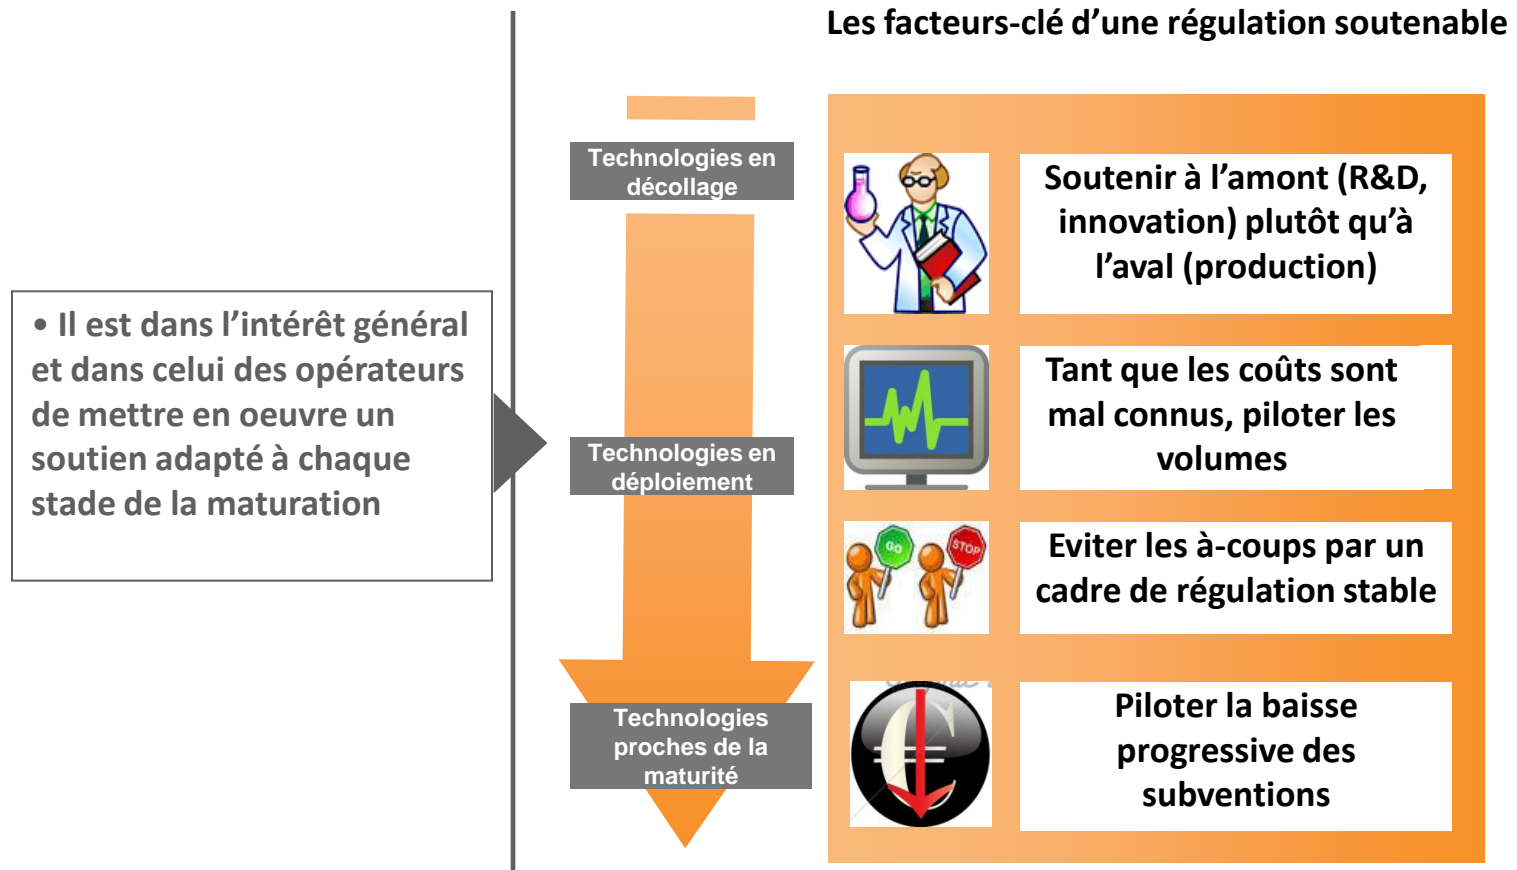 Les facteurs-clé d’une régulation soutenable
• Il est dans l’intérêt général
et dans celui des opérateurs
de mettre en oeuvre un
soutien adapté à chaque
stade de la maturation
Technologies en
décollage
Technologies en
déploiement
Technologies
proches de la
maturité
Soutenir à l’amont (R&D,
innovation) plutôt qu’à
l’aval (production)
Tant que les coûts sont
mal connus, piloter les
volumes
GO
STOP
Eviter les à-coups par un
cadre de régulation stable
Piloter la baisse
progressive des
subventions